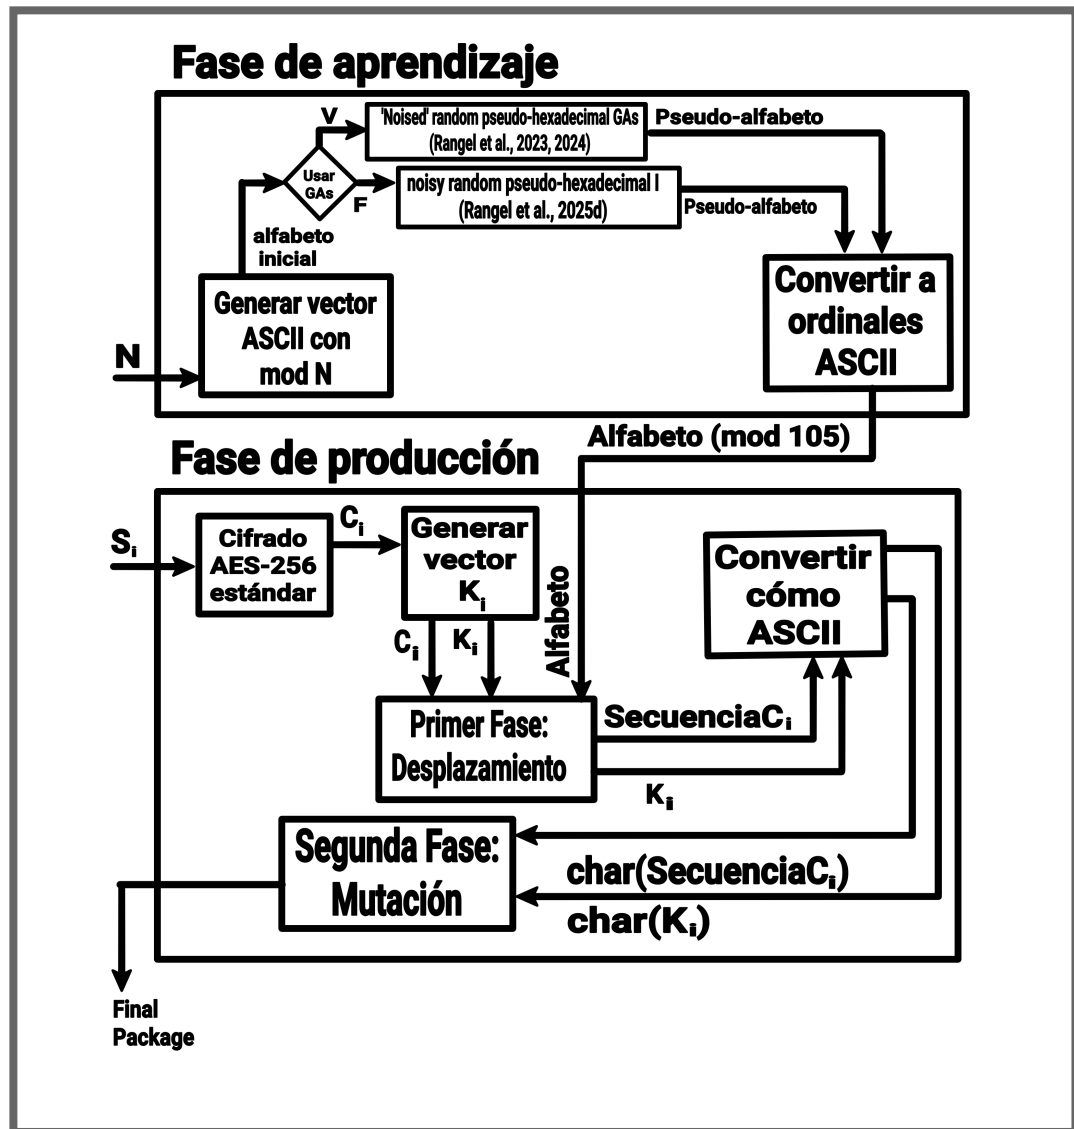 Fase de aprendizaje
V
'Noised' random pseudo-hexadecimal GAs
(Rangel et al., 2023, 2024)
Pseudo-alfabeto
Usar
GAs
F
noisy random pseudo-hexadecimal I
(Rangel et al., 2025d)
Pseudo-alfabeto
alfabeto
inicial
Generar vector
ASCII con
mod N
N
Convertir a
ordinales
ASCII
Alfabeto (mod 105)
Fase de producción
Si
Cifrado
AES-256
estándar
Ci
Generar
vector
Ki
Ci
Ki
Alfabeto
Convertir
cómo
ASCII
Primer Fase:
Desplazamiento
SecuenciaCi
Ki
Segunda Fase:
Mutación
char(SecuenciaCi)
char(Ki)
Final
Package